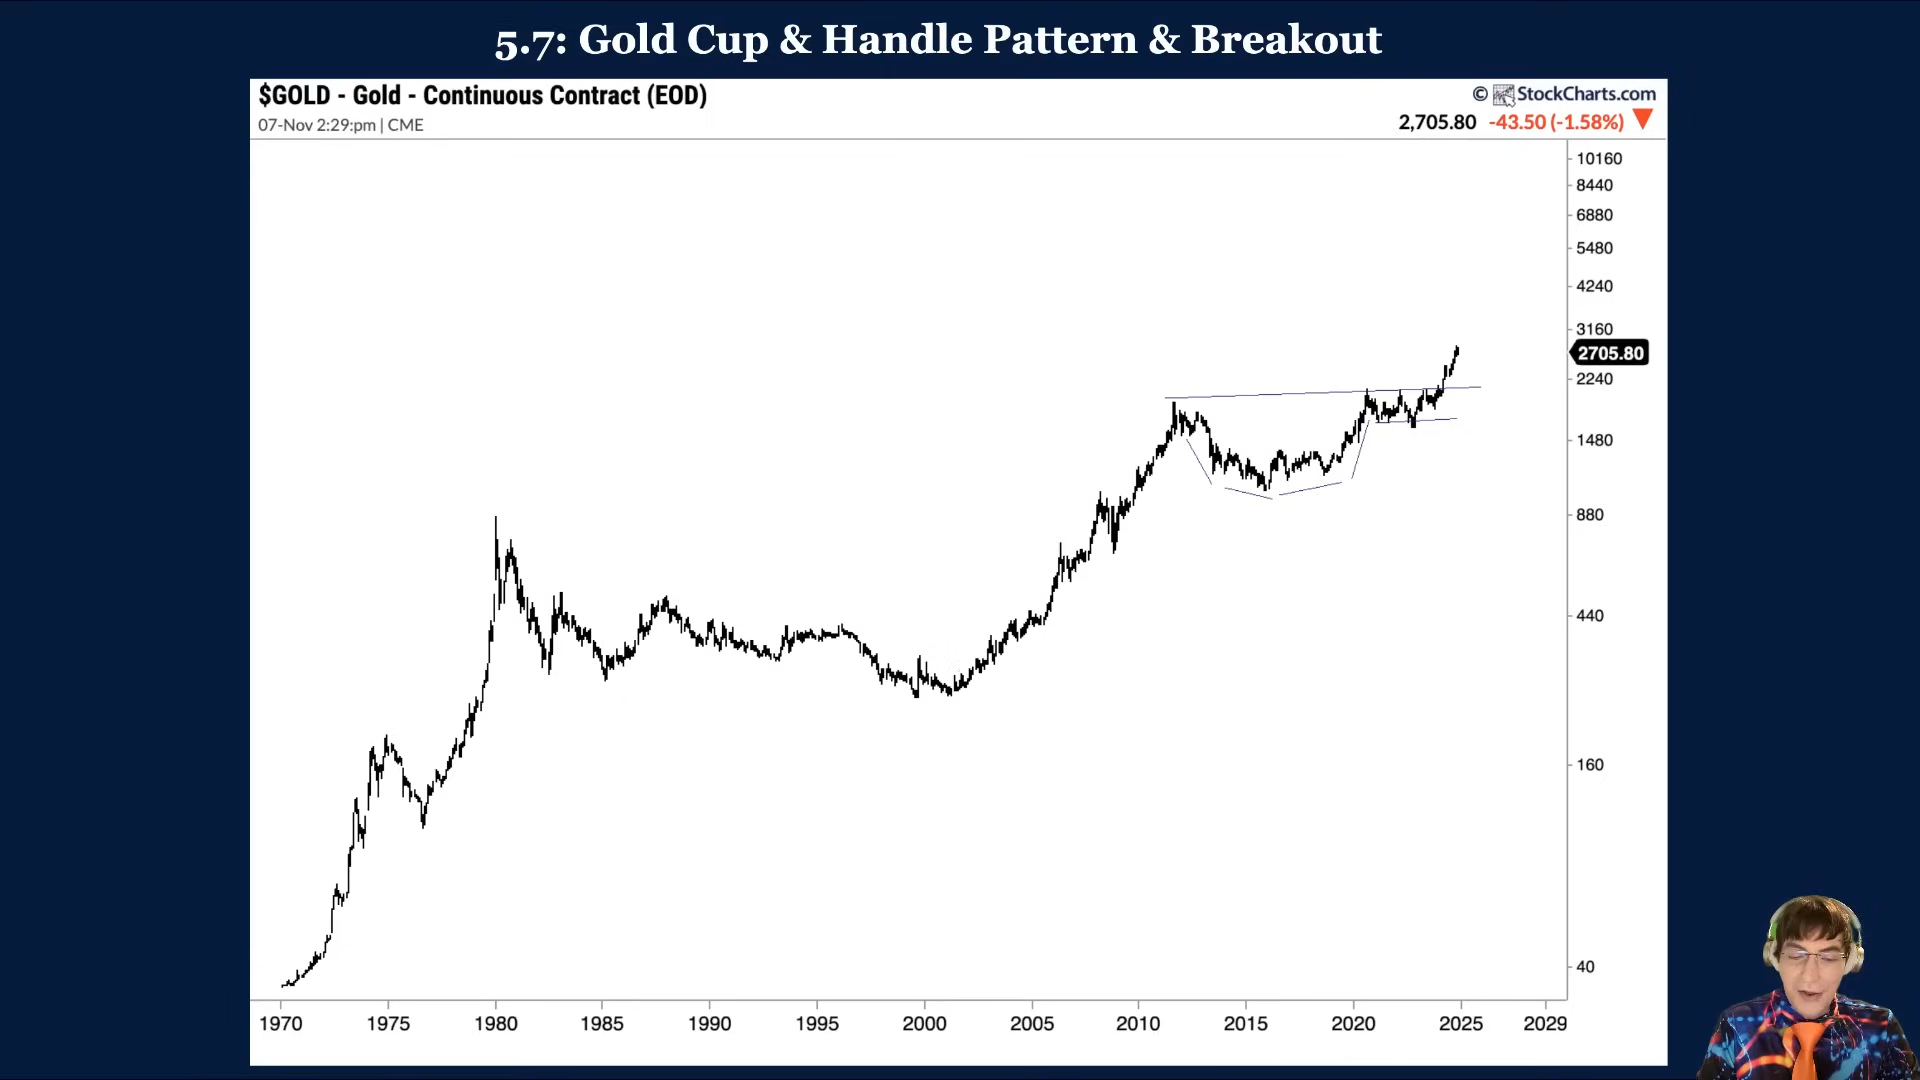 5.7: Gold Cup & Handle Pattern & Breakout
$GOLD - Gold - Continuous Contract (EOD)
© StockCharts.com
07-Nov 2:29:pm | CME
2,705.80 -43.50 (-1.58%)
10160
8440
6880
5480
4240
3160
2705.80
2240
1480
880
440
160
40
1970 1975 1980 1985 1990 1995 2000 2005 2010 2015 2020 2025 2029